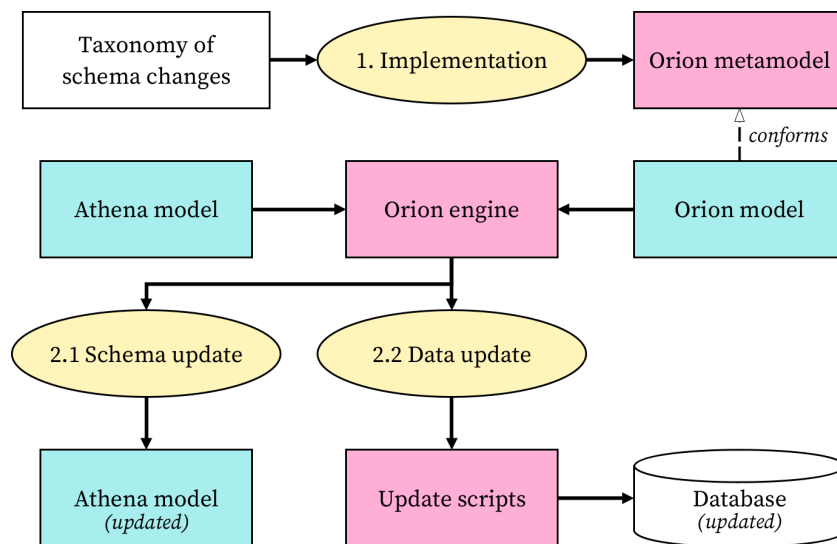 Taxonomy of
schema changes
1. Implementation
Orion metamodel
conforms
Athena model
Orion engine
Orion model
2.1 Schema update
2.2 Data update
Athena model
(updated)
Update scripts
Database
(updated)